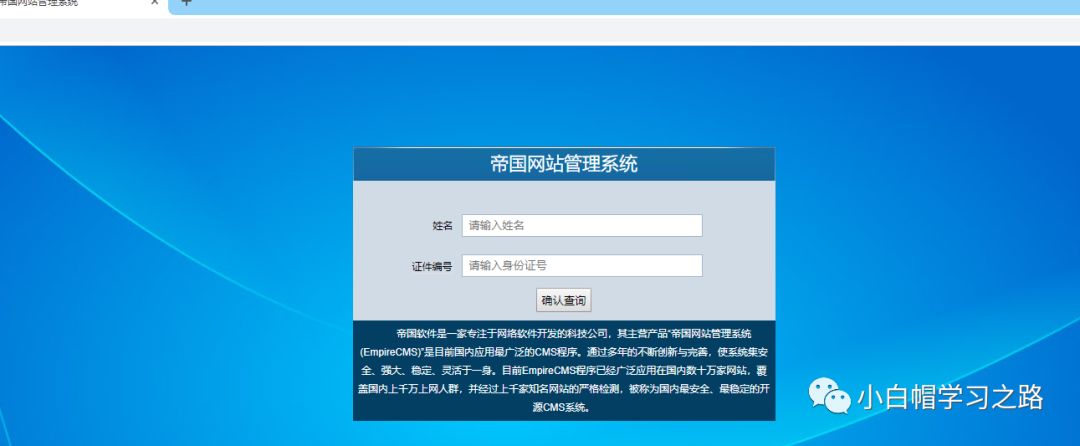 帝国网站管理系统
帝国网站管理系统
姓名 请输入姓名
证件编号 请输入身份证号
确认查询
帝国软件是一家专注于网络软件开发的科技公司，其主营产品“帝国网站管理系统
(EmpireCMS)”是目前国内应用最广泛的CMS程序。通过多年的不断创新与完善，使系统集安
全、强大、稳定、灵活于一身。目前EmpireCMS程序已经广泛应用在国内数十万家网站，覆
盖国内上千万上网人群，并经过上千家知名网站的严格检测，被称为国内最安全、最稳定的开
源CMS系统。
小白帽学习之路